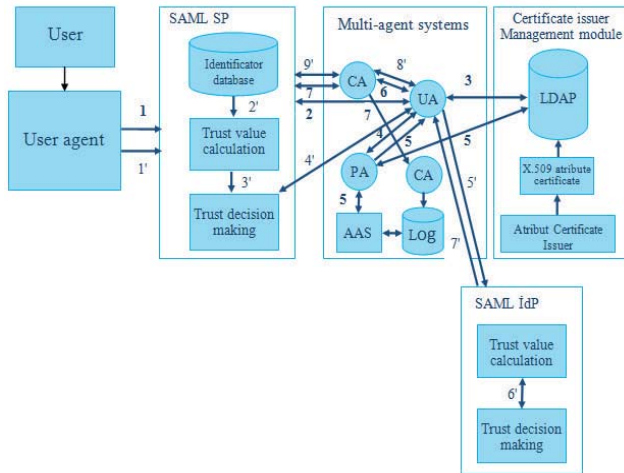 User
User agent
1
1'
SAML SP
Identificator
database
2'
Trust value
calculation
3'
Trust decision
making
Multi-agent systems
9'
7
2
CA
8'
6
UA
7
4
5
4'
PA
CA
5
AAS
Log
3
5
5'
7'
Certificate issuer
Management module
LDAP
X.509 atribute
certificate
Atribut Certificate
Issuer
SAML İdP
Trust value
calculation
6'
Trust decision
making